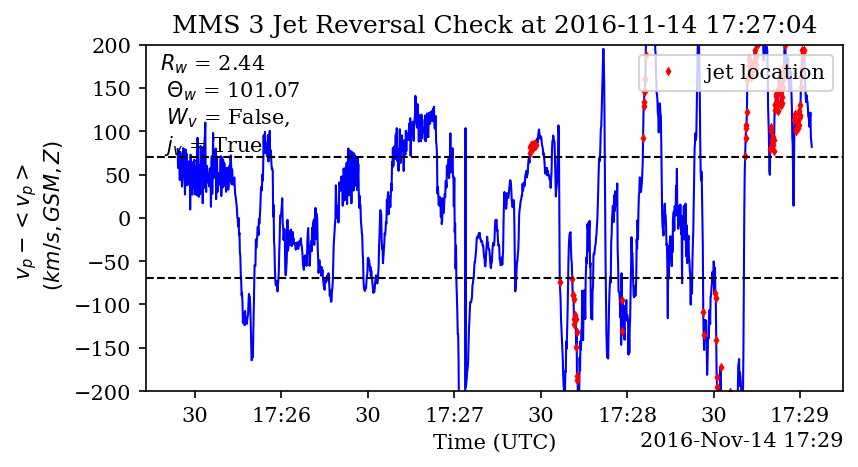 MMS 3 Jet Reversal Check at 2016-11-14 17:27:04
R_w = 2.44
Θ_w = 101.07
W_v = False,
j_v = True
jet location
v_p − < v_p >
(km/s, GSM, Z)
200
150
100
50
0
−50
−100
−150
−200
30 17:26 30 17:27 30 17:28 30 17:29
Time (UTC)
2016-Nov-14 17:29